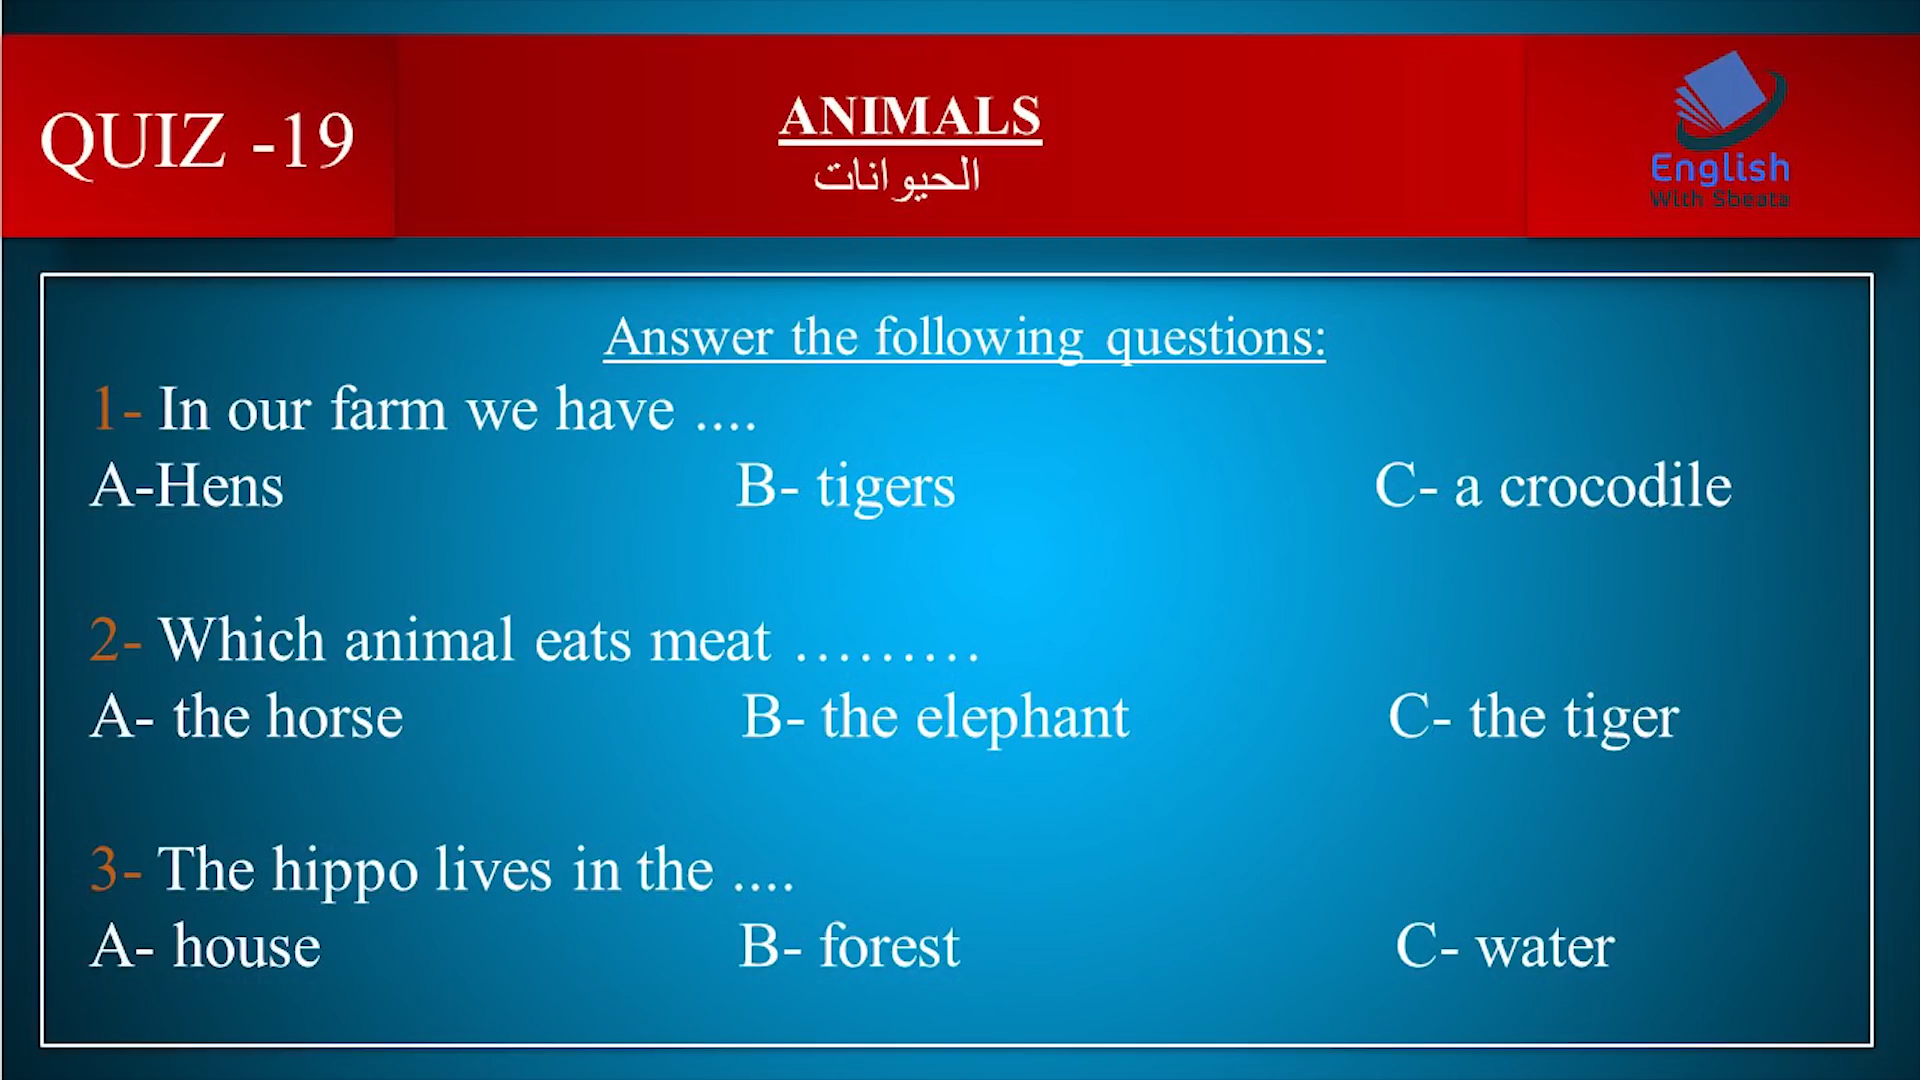 QUIZ -19
ANIMALS
الحيوانات
English
With Sbeata
Answer the following questions:
1- In our farm we have ....
A-Hens B- tigers C- a crocodile
2- Which animal eats meat ………
A- the horse B- the elephant C- the tiger
3- The hippo lives in the ....
A- house B- forest C- water